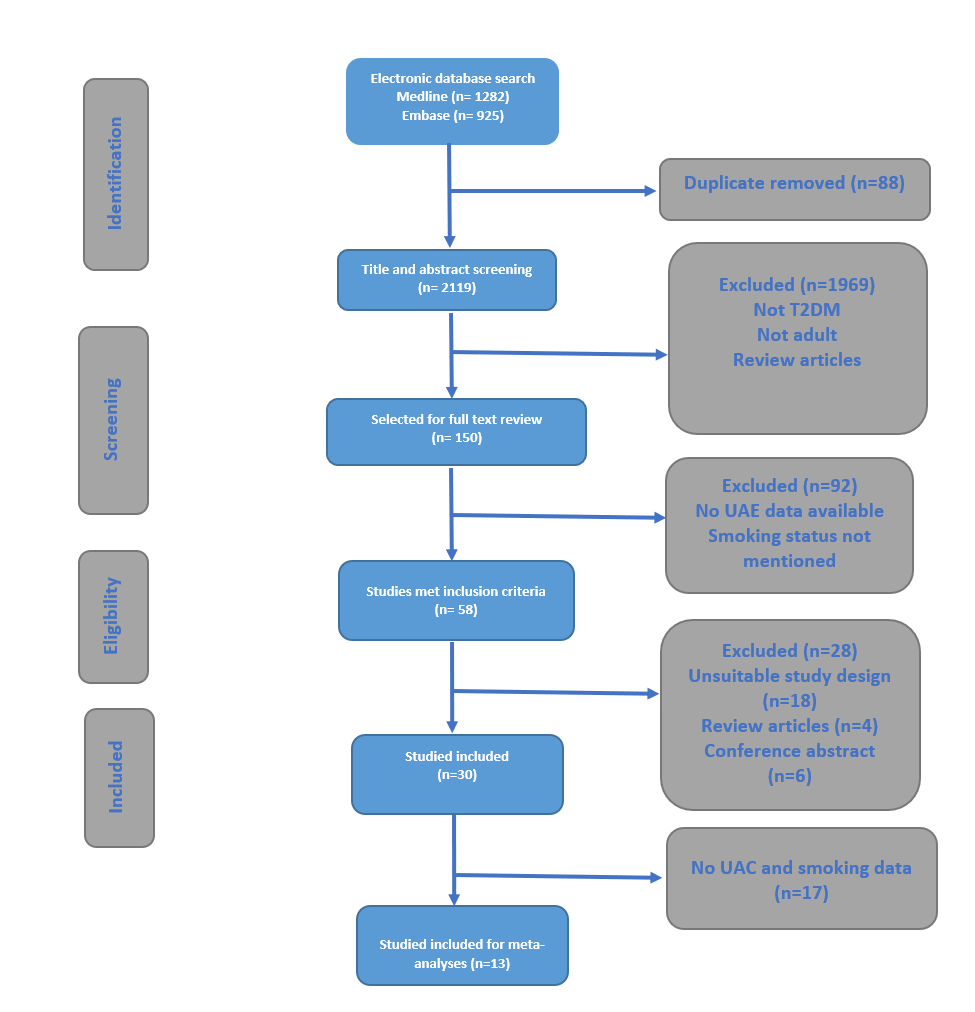 Identification
Electronic database search
Medline (n= 1282)
Embase (n= 925)
Duplicate removed (n=88)
Title and abstract screening
(n= 2119)
Excluded (n=1969)
Not T2DM
Not adult
Review articles
Screening
Selected for full text review
(n= 150)
Excluded (n=92)
No UAE data available
Smoking status not
mentioned
Eligibility
Studies met inclusion criteria
(n= 58)
Excluded (n=28)
Unsuitable study design
(n=18)
Review articles (n=4)
Conference abstract
(n=6)
Included
Studied included
(n=30)
No UAC and smoking data
(n=17)
Studied included for meta-
analyses (n=13)